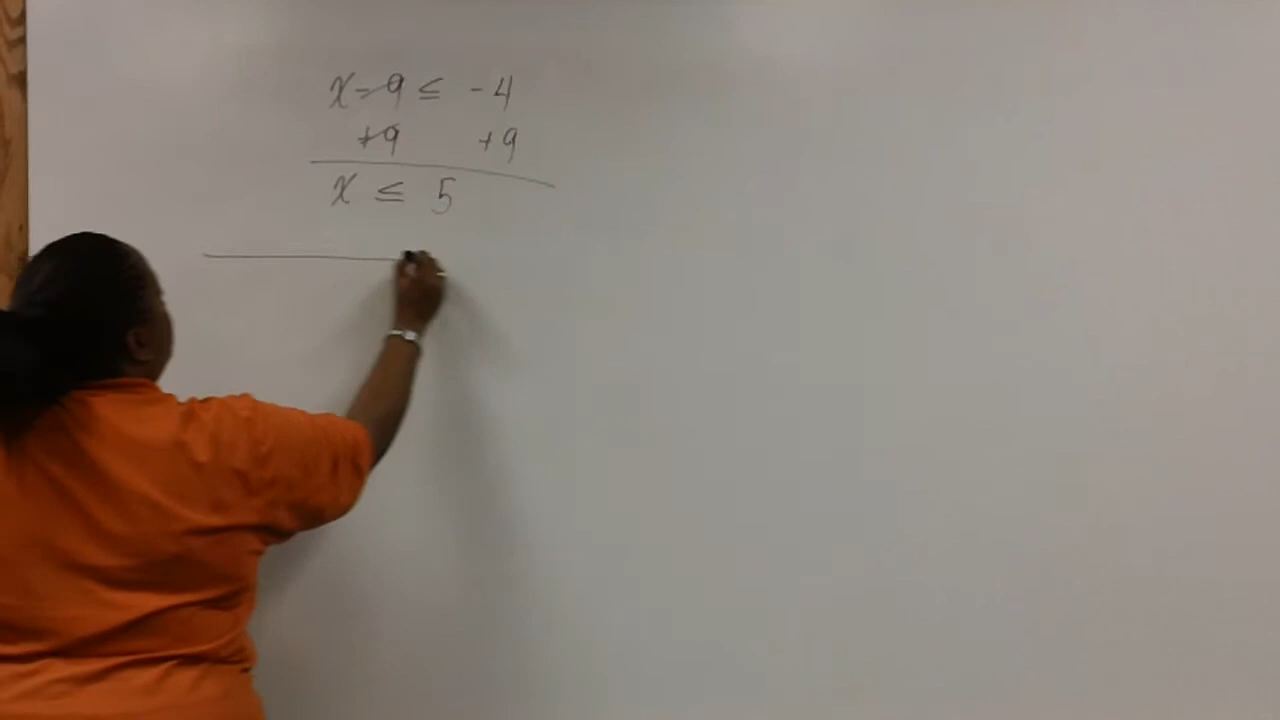 x - 9 ≤ - 4
+9 +9
x ≤ 5